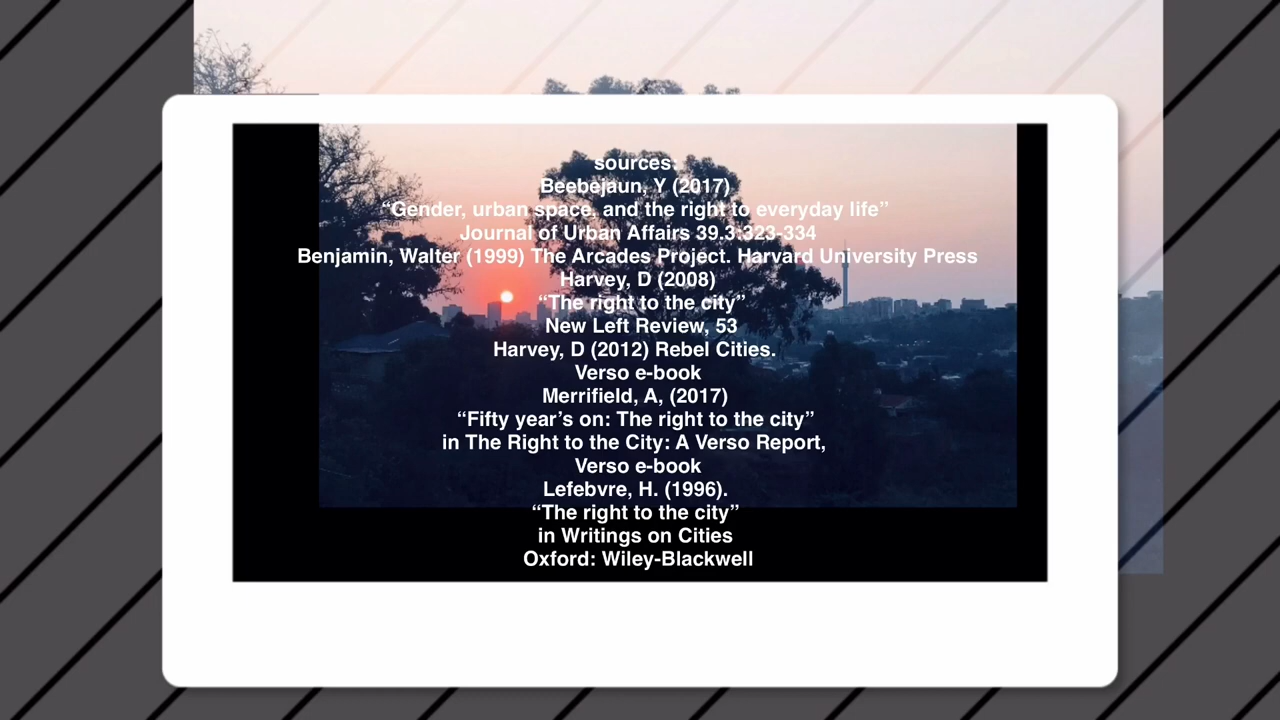 sources:
Beebejaun, Y (2017)
“Gender, urban space, and the right to everyday life”
Journal of Urban Affairs 39.3:323-334
Benjamin, Walter (1999) The Arcades Project. Harvard University Press
Harvey, D (2008)
“The right to the city”
New Left Review, 53
Harvey, D (2012) Rebel Cities.
Verso e-book
Merrifield, A, (2017)
“Fifty year’s on: The right to the city”
in The Right to the City: A Verso Report,
Verso e-book
Lefebvre, H. (1996).
“The right to the city”
in Writings on Cities
Oxford: Wiley-Blackwell